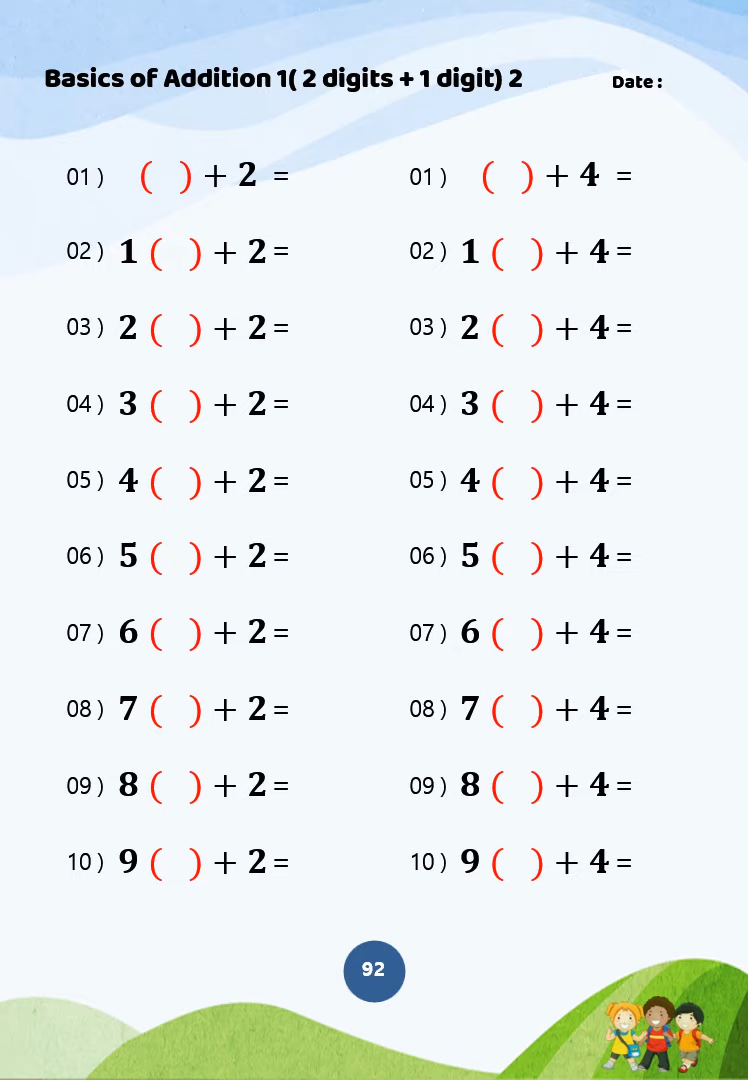 Basics of Addition 1( 2 digits + 1 digit) 2 Date :
01 ) ( ) + 2 = 01 ) ( ) + 4 =
02 ) 1 ( ) + 2 = 02 ) 1 ( ) + 4 =
03 ) 2 ( ) + 2 = 03 ) 2 ( ) + 4 =
04 ) 3 ( ) + 2 = 04 ) 3 ( ) + 4 =
05 ) 4 ( ) + 2 = 05 ) 4 ( ) + 4 =
06 ) 5 ( ) + 2 = 06 ) 5 ( ) + 4 =
07 ) 6 ( ) + 2 = 07 ) 6 ( ) + 4 =
08 ) 7 ( ) + 2 = 08 ) 7 ( ) + 4 =
09 ) 8 ( ) + 2 = 09 ) 8 ( ) + 4 =
10 ) 9 ( ) + 2 = 10 ) 9 ( ) + 4 =
92